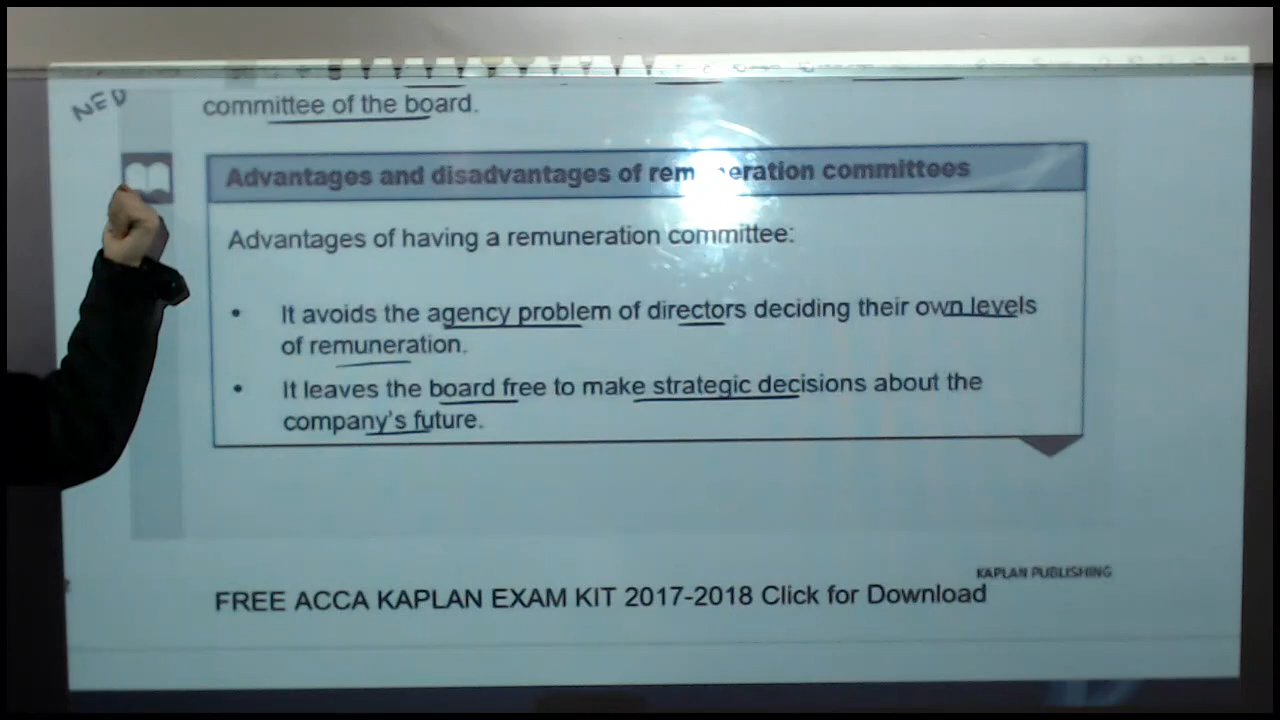 NED
committee of the board.
Advantages and disadvantages of rem eration committees
Advantages of having a remuneration committee:
• It avoids the agency problem of directors deciding their own levels
of remuneration.
• It leaves the board free to make strategic decisions about the
company's future.
KAPLAN PUBLISHING
FREE ACCA KAPLAN EXAM KIT 2017-2018 Click for Download